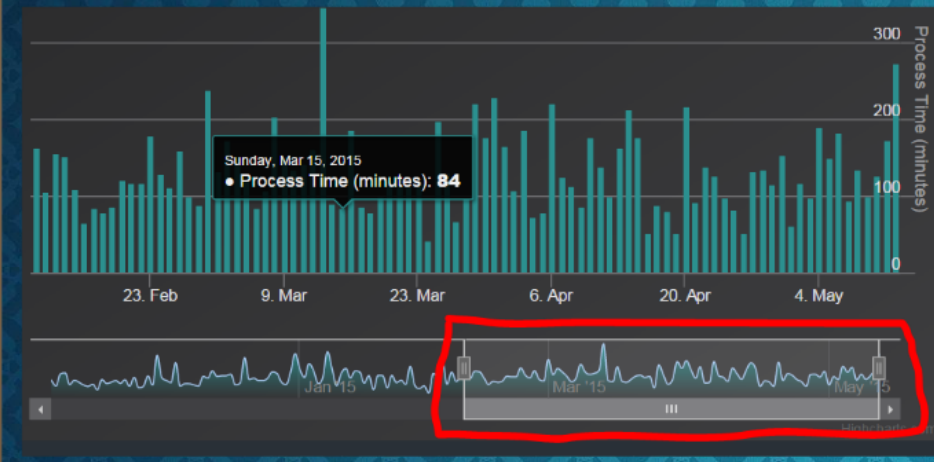 300
Process Time (minutes)
200
Sunday, Mar 15, 2015
● Process Time (minutes): 84
100
0
23. Feb
9. Mar
23. Mar
6. Apr
20. Apr
4. May
Jan '15
Mar '15
May '15